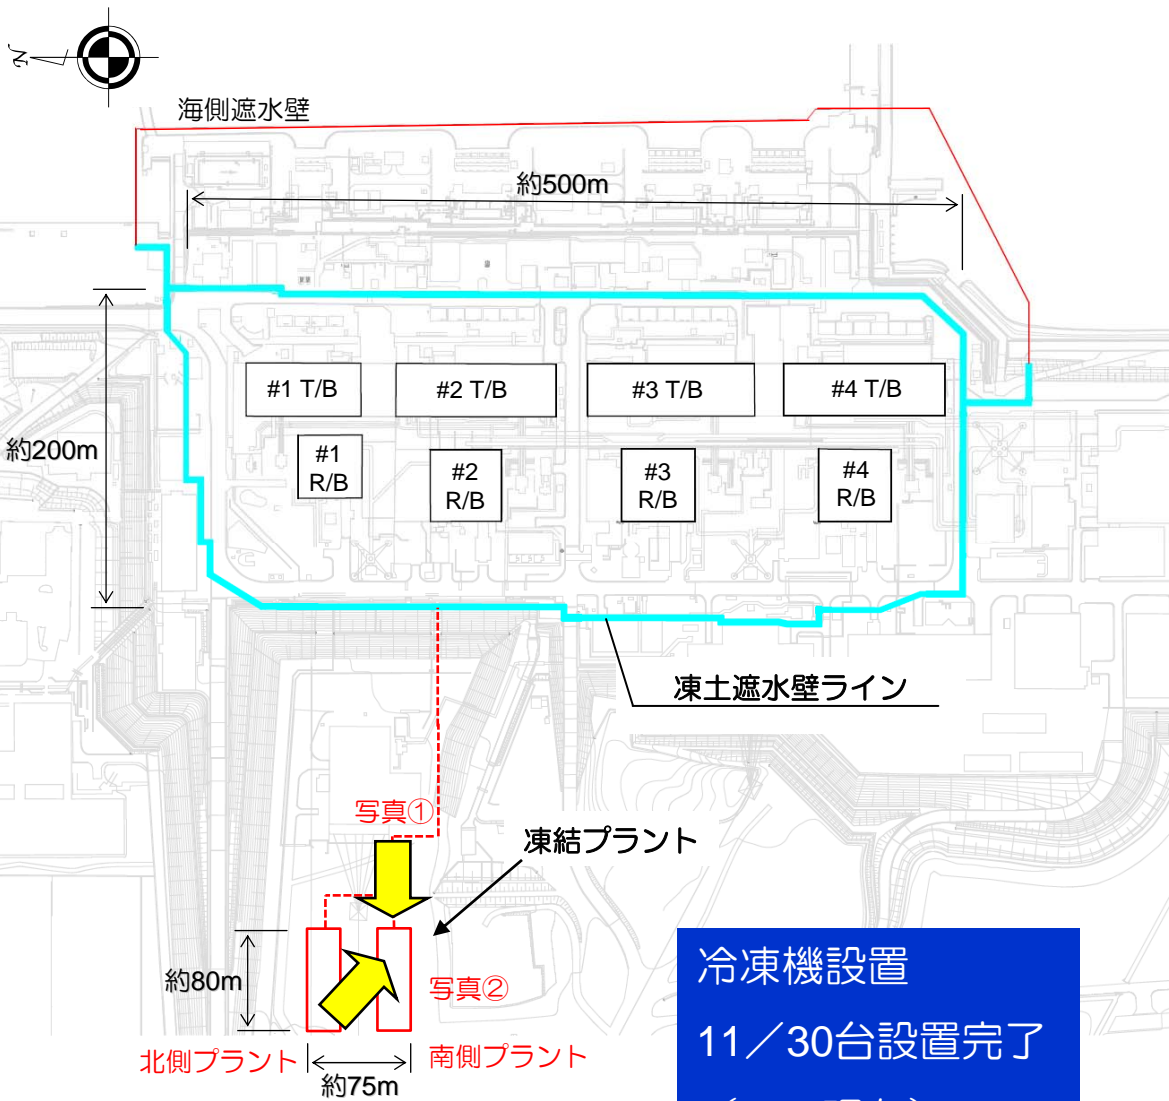 N
海側遮水壁
約500m
約200m
#1 T/B
#2 T/B
#3 T/B
#4 T/B
#1
R/B
#2
R/B
#3
R/B
#4
R/B
凍土遮水壁ライン
写真①
凍結プラント
約80m
写真②
北側プラント
南側プラント
約75m
冷凍機設置
11／30台設置完了